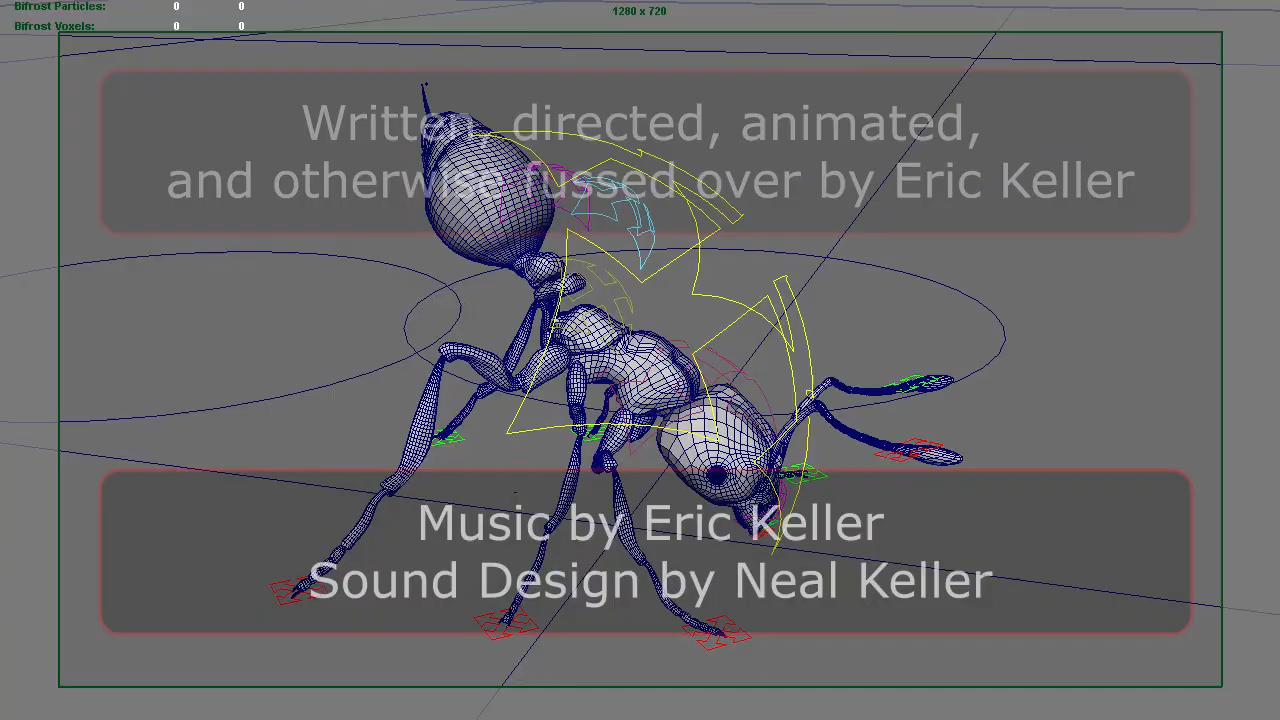 Bifrost Particles: 0 0
Bifrost Voxels: 0 0
1280 x 720
Written, directed, animated,
and otherwise fussed over by Eric Keller
Music by Eric Keller
Sound Design by Neal Keller